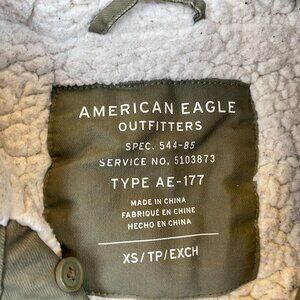 AMERICAN EAGLE
OUTFITTERS
SPEC. 544-85
SERVICE NO. 5103873
TYPE AE-177
MADE IN CHINA
FABRIQUÉ EN CHINE
HECHO EN CHINA
XS/TP/EXCH